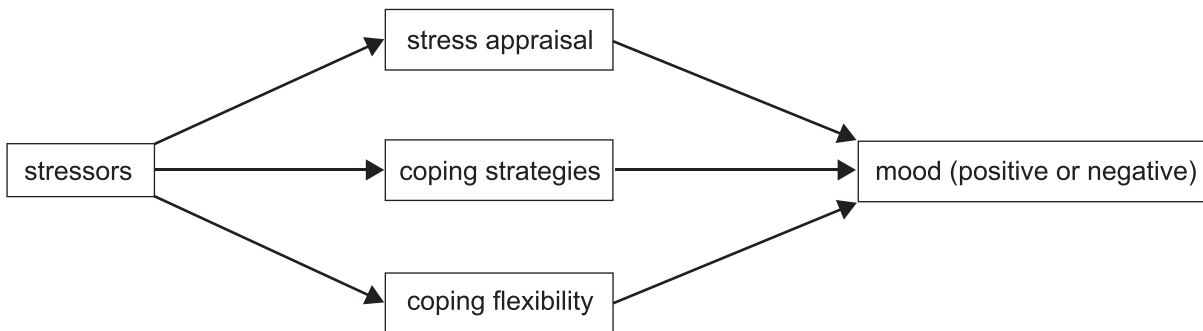 stress appraisal
stressors
coping strategies
mood (positive or negative)
coping flexibility